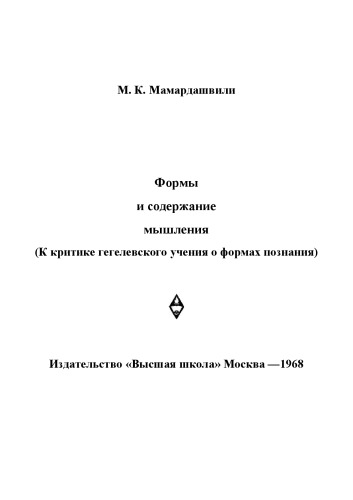 М. К. Мамардашвили
Формы
и содержание
мышления
(К критике гегелевского учения о формах познания)
Издательство «Высшая школа» Москва —1968